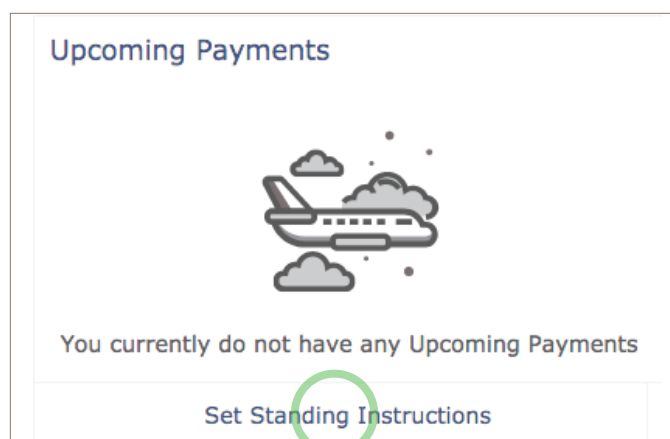 Upcoming Payments
You currently do not have any Upcoming Payments
Set Standing Instructions